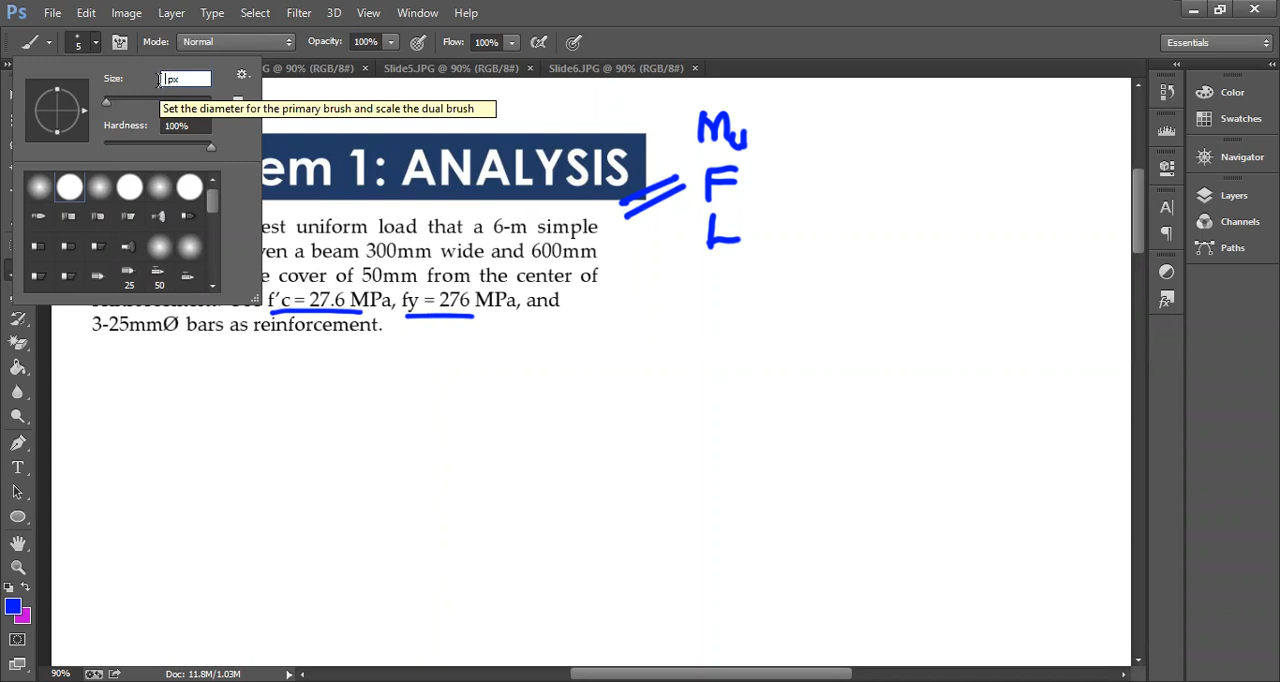 Ps File Edit Image Layer Type Select Filter 3D View Window Help
5 Mode: Normal Opacity: 100% Flow: 100% Essentials
Size: px
G @ 90% (RGB/8#) × Slide5.JPG @ 90% (RGB/8#) × Slide6.JPG @ 90% (RGB/8#) ×
Set the diameter for the primary brush and scale the dual brush
Hardness: 100%
25 50
em 1: ANALYSIS
est uniform load that a 6-m simple
ven a beam 300mm wide and 600mm
e cover of 50mm from the center of
f'c = 27.6 MPa, fy = 276 MPa, and
3-25mmØ bars as reinforcement.
Mu
F
L
Color
Swatches
Navigator
Layers
Channels
Paths
90% Doc: 11.8M/1.03M